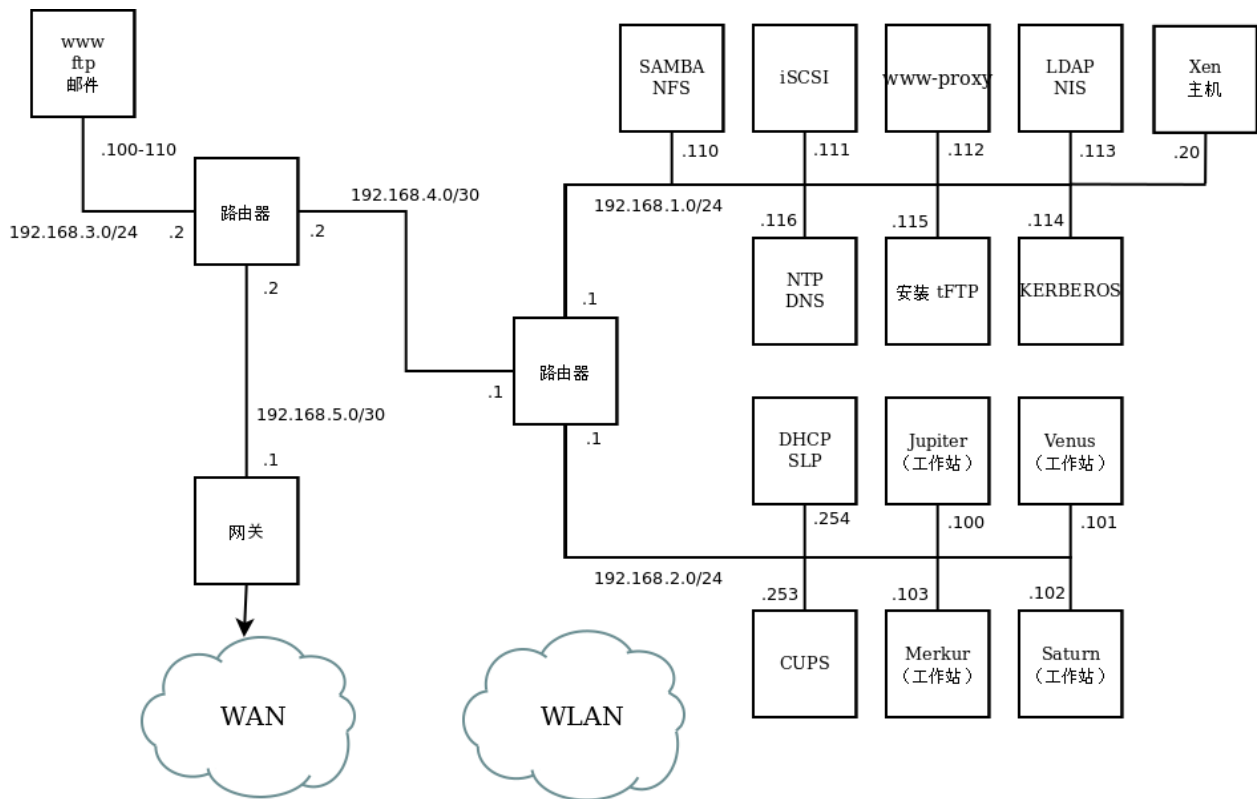 www
ftp
邮件
.100-110
192.168.3.0/24
.2
路由器
.2
.2
192.168.4.0/30
192.168.5.0/30
.1
网关
WAN
WLAN
.1
路由器
.1
.1
SAMBA
NFS
.110
iSCSI
.111
www-proxy
.112
LDAP
NIS
.113
Xen
主机
.20
192.168.1.0/24
.116
NTP
DNS
.115
安装 tFTP
.114
KERBEROS
DHCP
SLP
.254
Jupiter
（工作站）
.100
Venus
（工作站）
.101
192.168.2.0/24
.253
CUPS
.103
Merkur
（工作站）
.102
Saturn
（工作站）